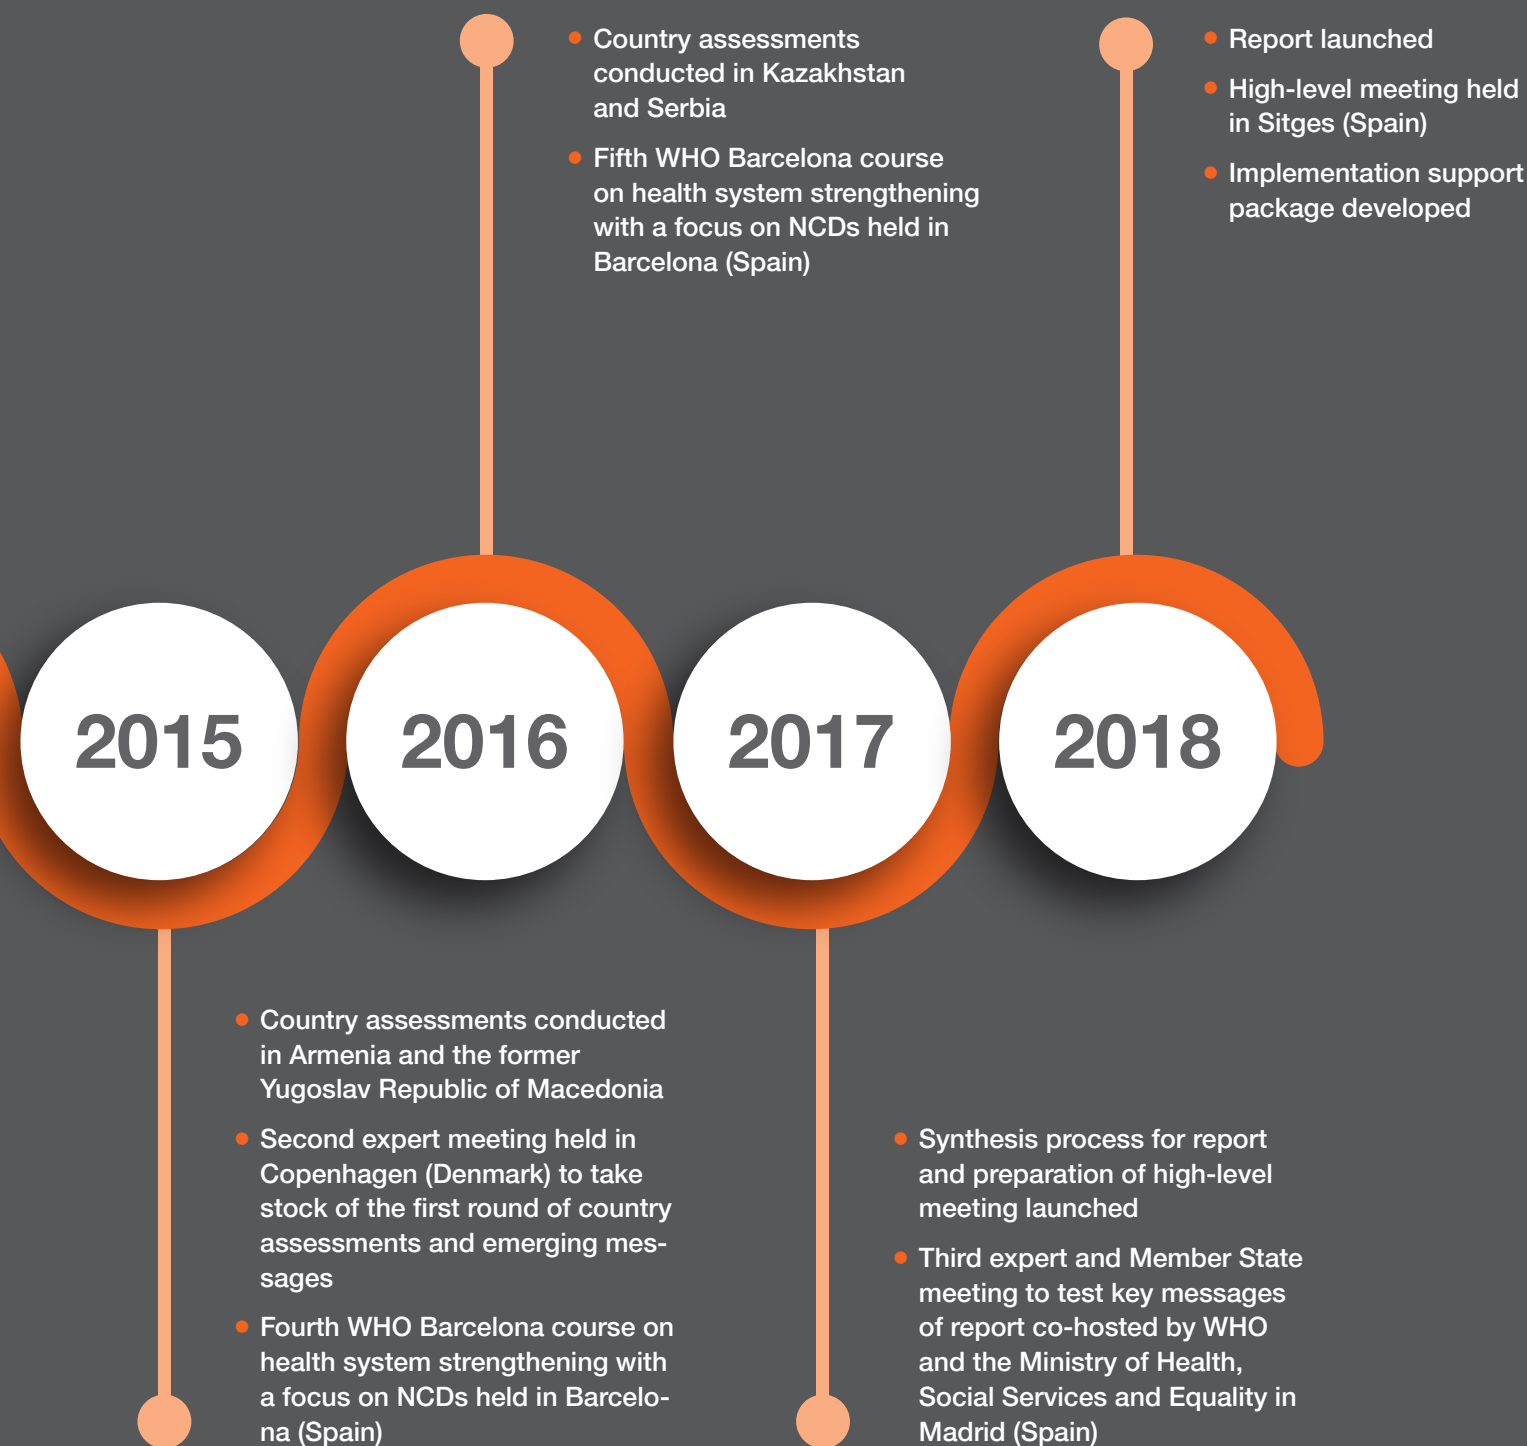 • Country assessments
conducted in Kazakhstan
and Serbia
• Fifth WHO Barcelona course
on health system strengthening
with a focus on NCDs held in
Barcelona (Spain)
• Report launched
• High-level meeting held
in Sitges (Spain)
• Implementation support
package developed
2015
2016
2017
2018
• Country assessments conducted
in Armenia and the former
Yugoslav Republic of Macedonia
• Second expert meeting held in
Copenhagen (Denmark) to take
stock of the first round of country
assessments and emerging mes-
sages
• Fourth WHO Barcelona course on
health system strengthening with
a focus on NCDs held in Barcelo-
na (Spain)
• Synthesis process for report
and preparation of high-level
meeting launched
• Third expert and Member State
meeting to test key messages
of report co-hosted by WHO
and the Ministry of Health,
Social Services and Equality in
Madrid (Spain)